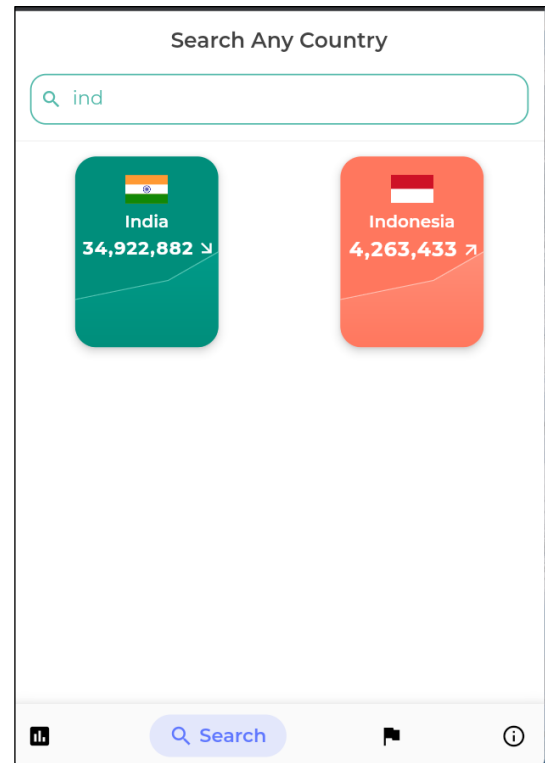 Search Any Country
ind
India
34,922,882
Indonesia
4,263,433
Search